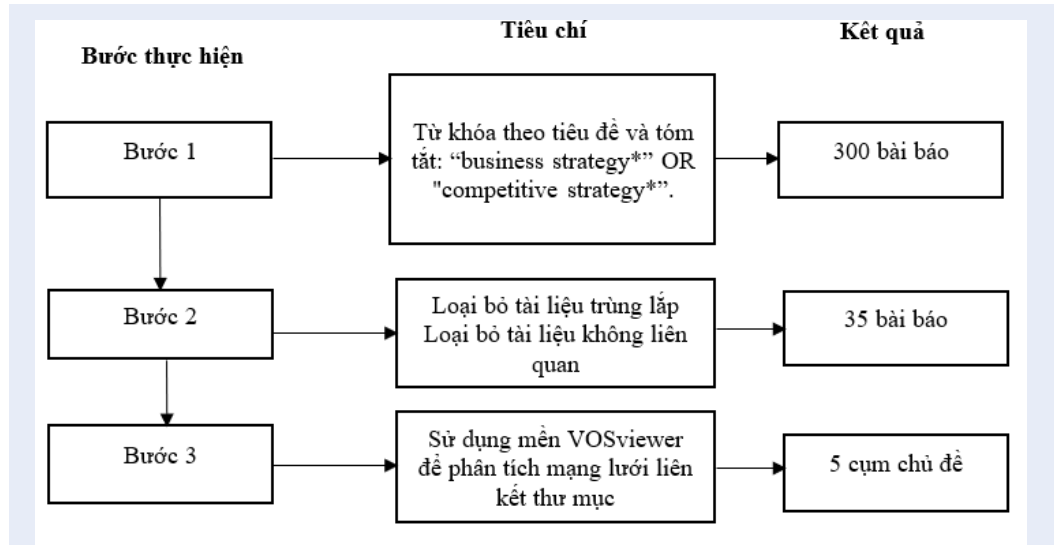 Bước thực hiện
Tiêu chí
Kết quả
Bước 1
Từ khóa theo tiêu đề và tóm
tắt: “business strategy*” OR
"competitive strategy*”.
300 bài báo
Bước 2
Loại bỏ tài liệu trùng lắp
Loại bỏ tài liệu không liên
quan
35 bài báo
Bước 3
Sử dụng mền VOSviewer
để phân tích mạng lưới liên
kết thư mục
5 cụm chủ đề